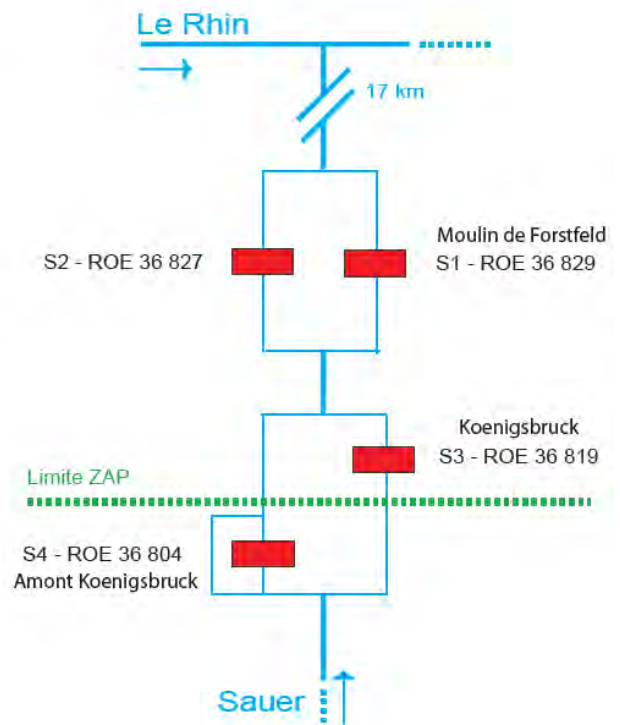 Le Rhin
17 km
Moulin de Forstfeld
S2 - ROE 36 827
S1 - ROE 36 829
Koenigsbruck
S3 - ROE 36 819
Limite ZAP
S4 - ROE 36 804
Amont Koenigsbruck
Sauer